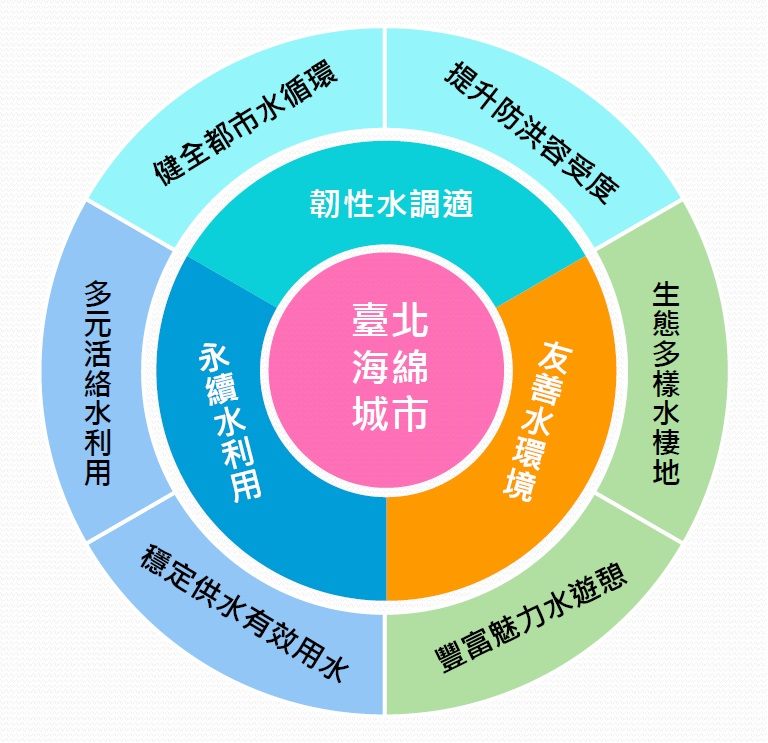 臺北
海綿
城市
韌性水調適
友善水環境
永續水利用
健全都市水循環
提升防洪容受度
生態多樣水棲地
豐富魅力水遊憩
穩定供水有效用水
多元活絡水利用